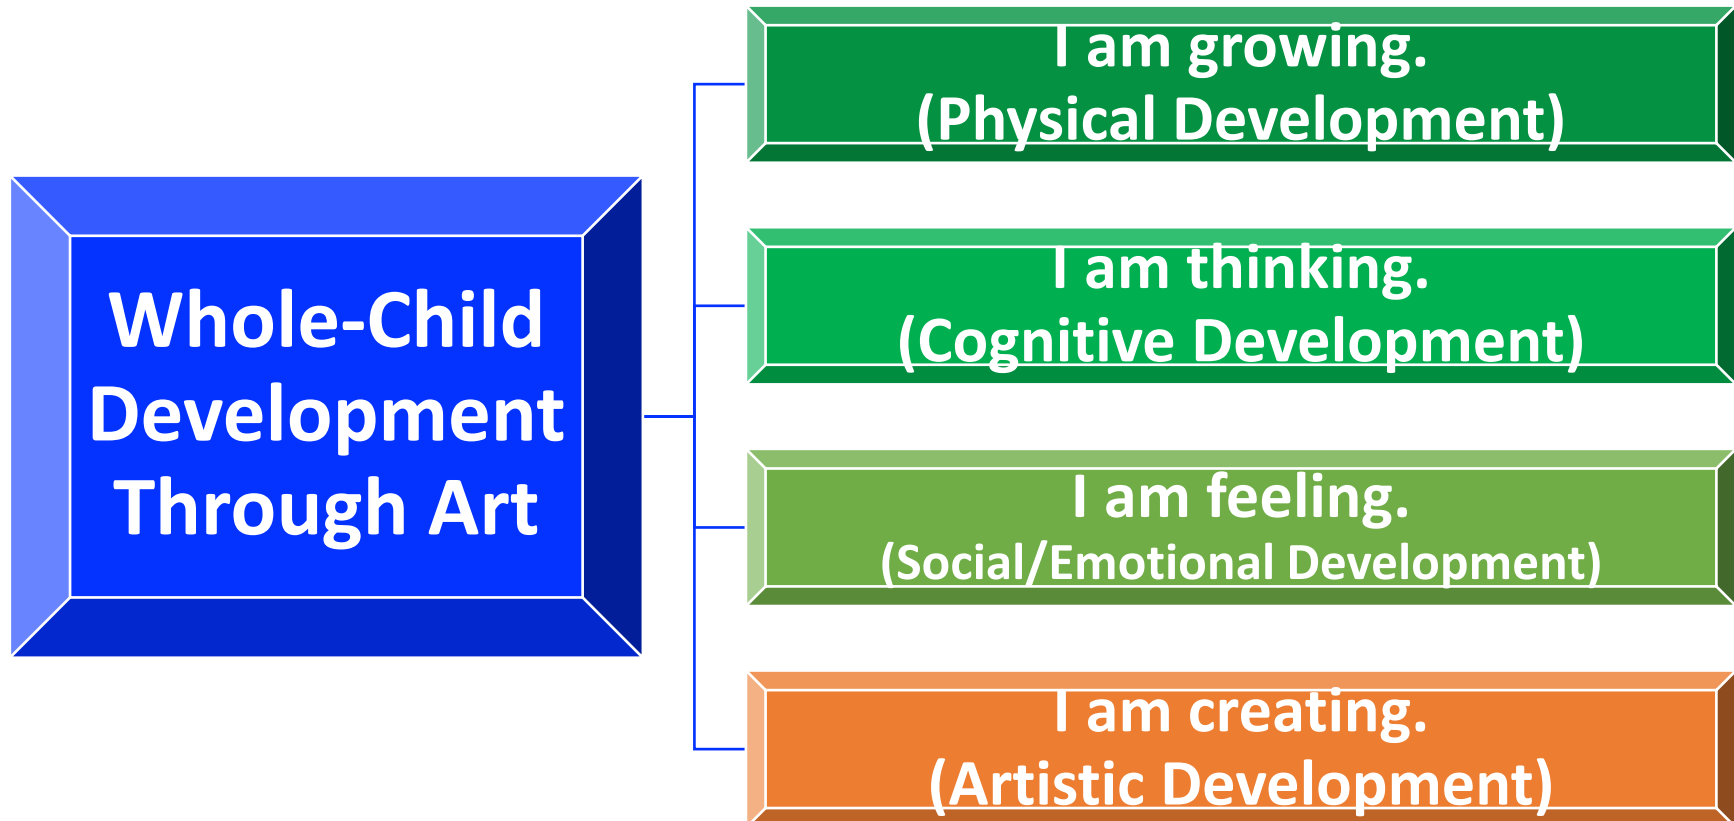 Whole-Child
Development
Through Art
I am growing.
(Physical Development)
I am thinking.
(Cognitive Development)
I am feeling.
(Social/Emotional Development)
I am creating.
(Artistic Development)